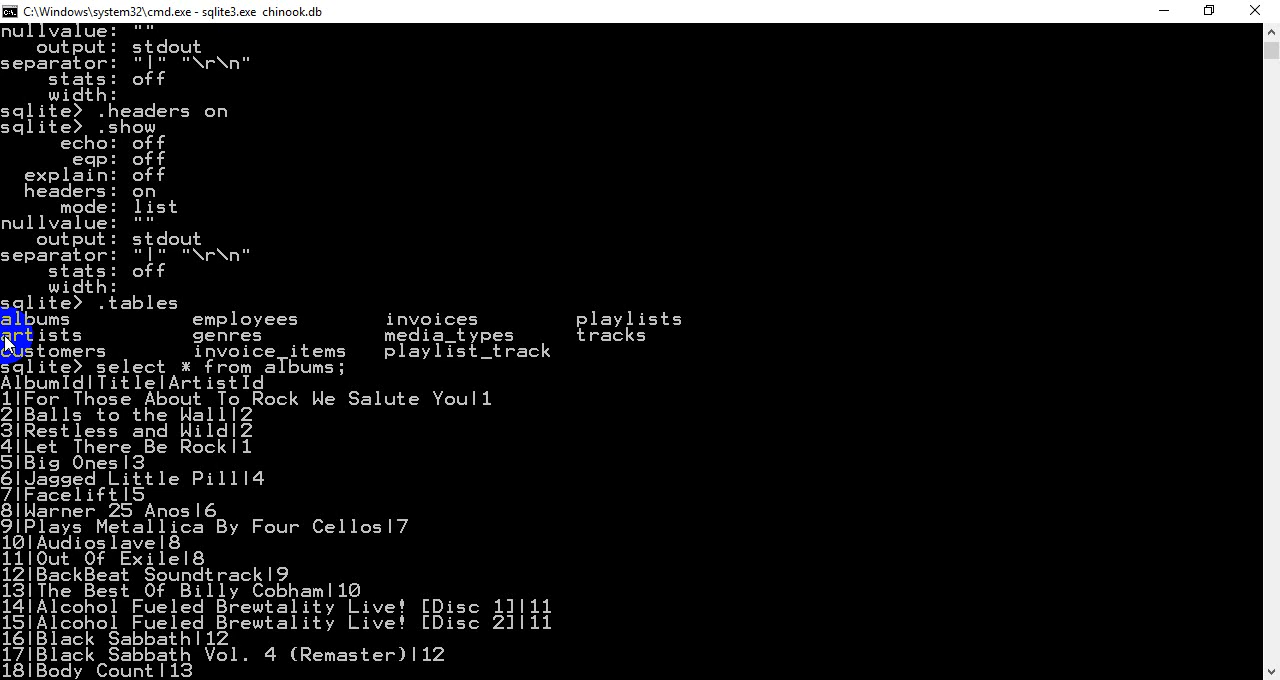 C:\Windows\system32\cmd.exe - sqlite3.exe  chinook.db
nullvalue: ""
output: stdout
separator: "|" "\r\n"
stats: off
width:
sqlite> .headers on
sqlite> .show
echo: off
eqp: off
explain: off
headers: on
mode: list
nullvalue: ""
output: stdout
separator: "|" "\r\n"
stats: off
width:
sqlite> .tables
albums          employees       invoices        playlists
artists         genres          media_types     tracks
customers       invoice_items   playlist_track
sqlite> select * from albums;
AlbumId|Title|ArtistId
1|For Those About To Rock We Salute You|1
2|Balls to the Wall|2
3|Restless and Wild|2
4|Let There Be Rock|1
5|Big Ones|3
6|Jagged Little Pill|4
7|Facelift|5
8|Warner 25 Anos|6
9|Plays Metallica By Four Cellos|7
10|Audioslave|8
11|Out Of Exile|8
12|BackBeat Soundtrack|9
13|The Best Of Billy Cobham|10
14|Alcohol Fueled Brewtality Live! [Disc 1]|11
15|Alcohol Fueled Brewtality Live! [Disc 2]|11
16|Black Sabbath|12
17|Black Sabbath Vol. 4 (Remaster)|12
18|Body Count|13